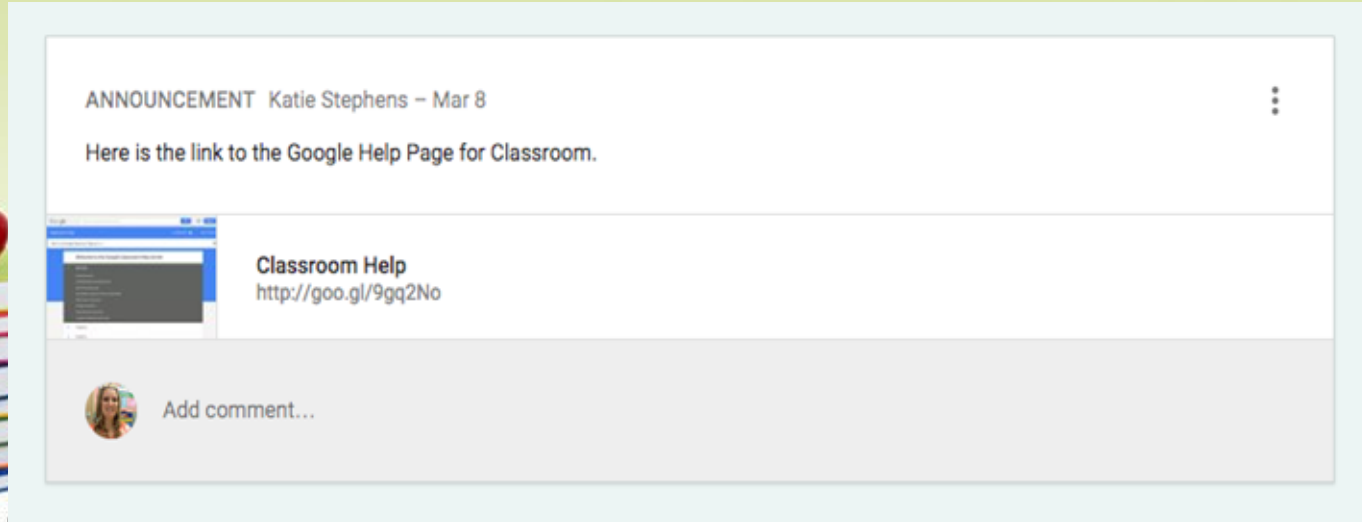 ANNOUNCEMENT Katie Stephens – Mar 8
Here is the link to the Google Help Page for Classroom.
Classroom Help
http://goo.gl/9gq2No
Add comment...